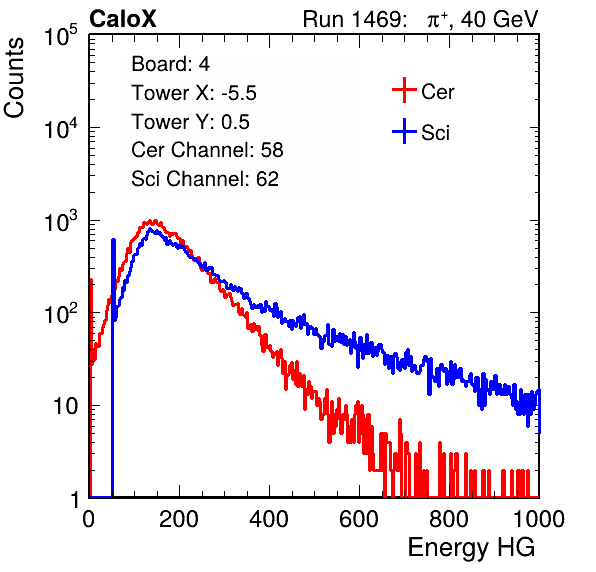 CaloX Run 1469: π⁺, 40 GeV
Counts
10⁵
10⁴
10³
10²
10
1
Board: 4
Tower X: -5.5
Tower Y: 0.5
Cer Channel: 58
Sci Channel: 62
Cer
Sci
0 200 400 600 800 1000
Energy HG